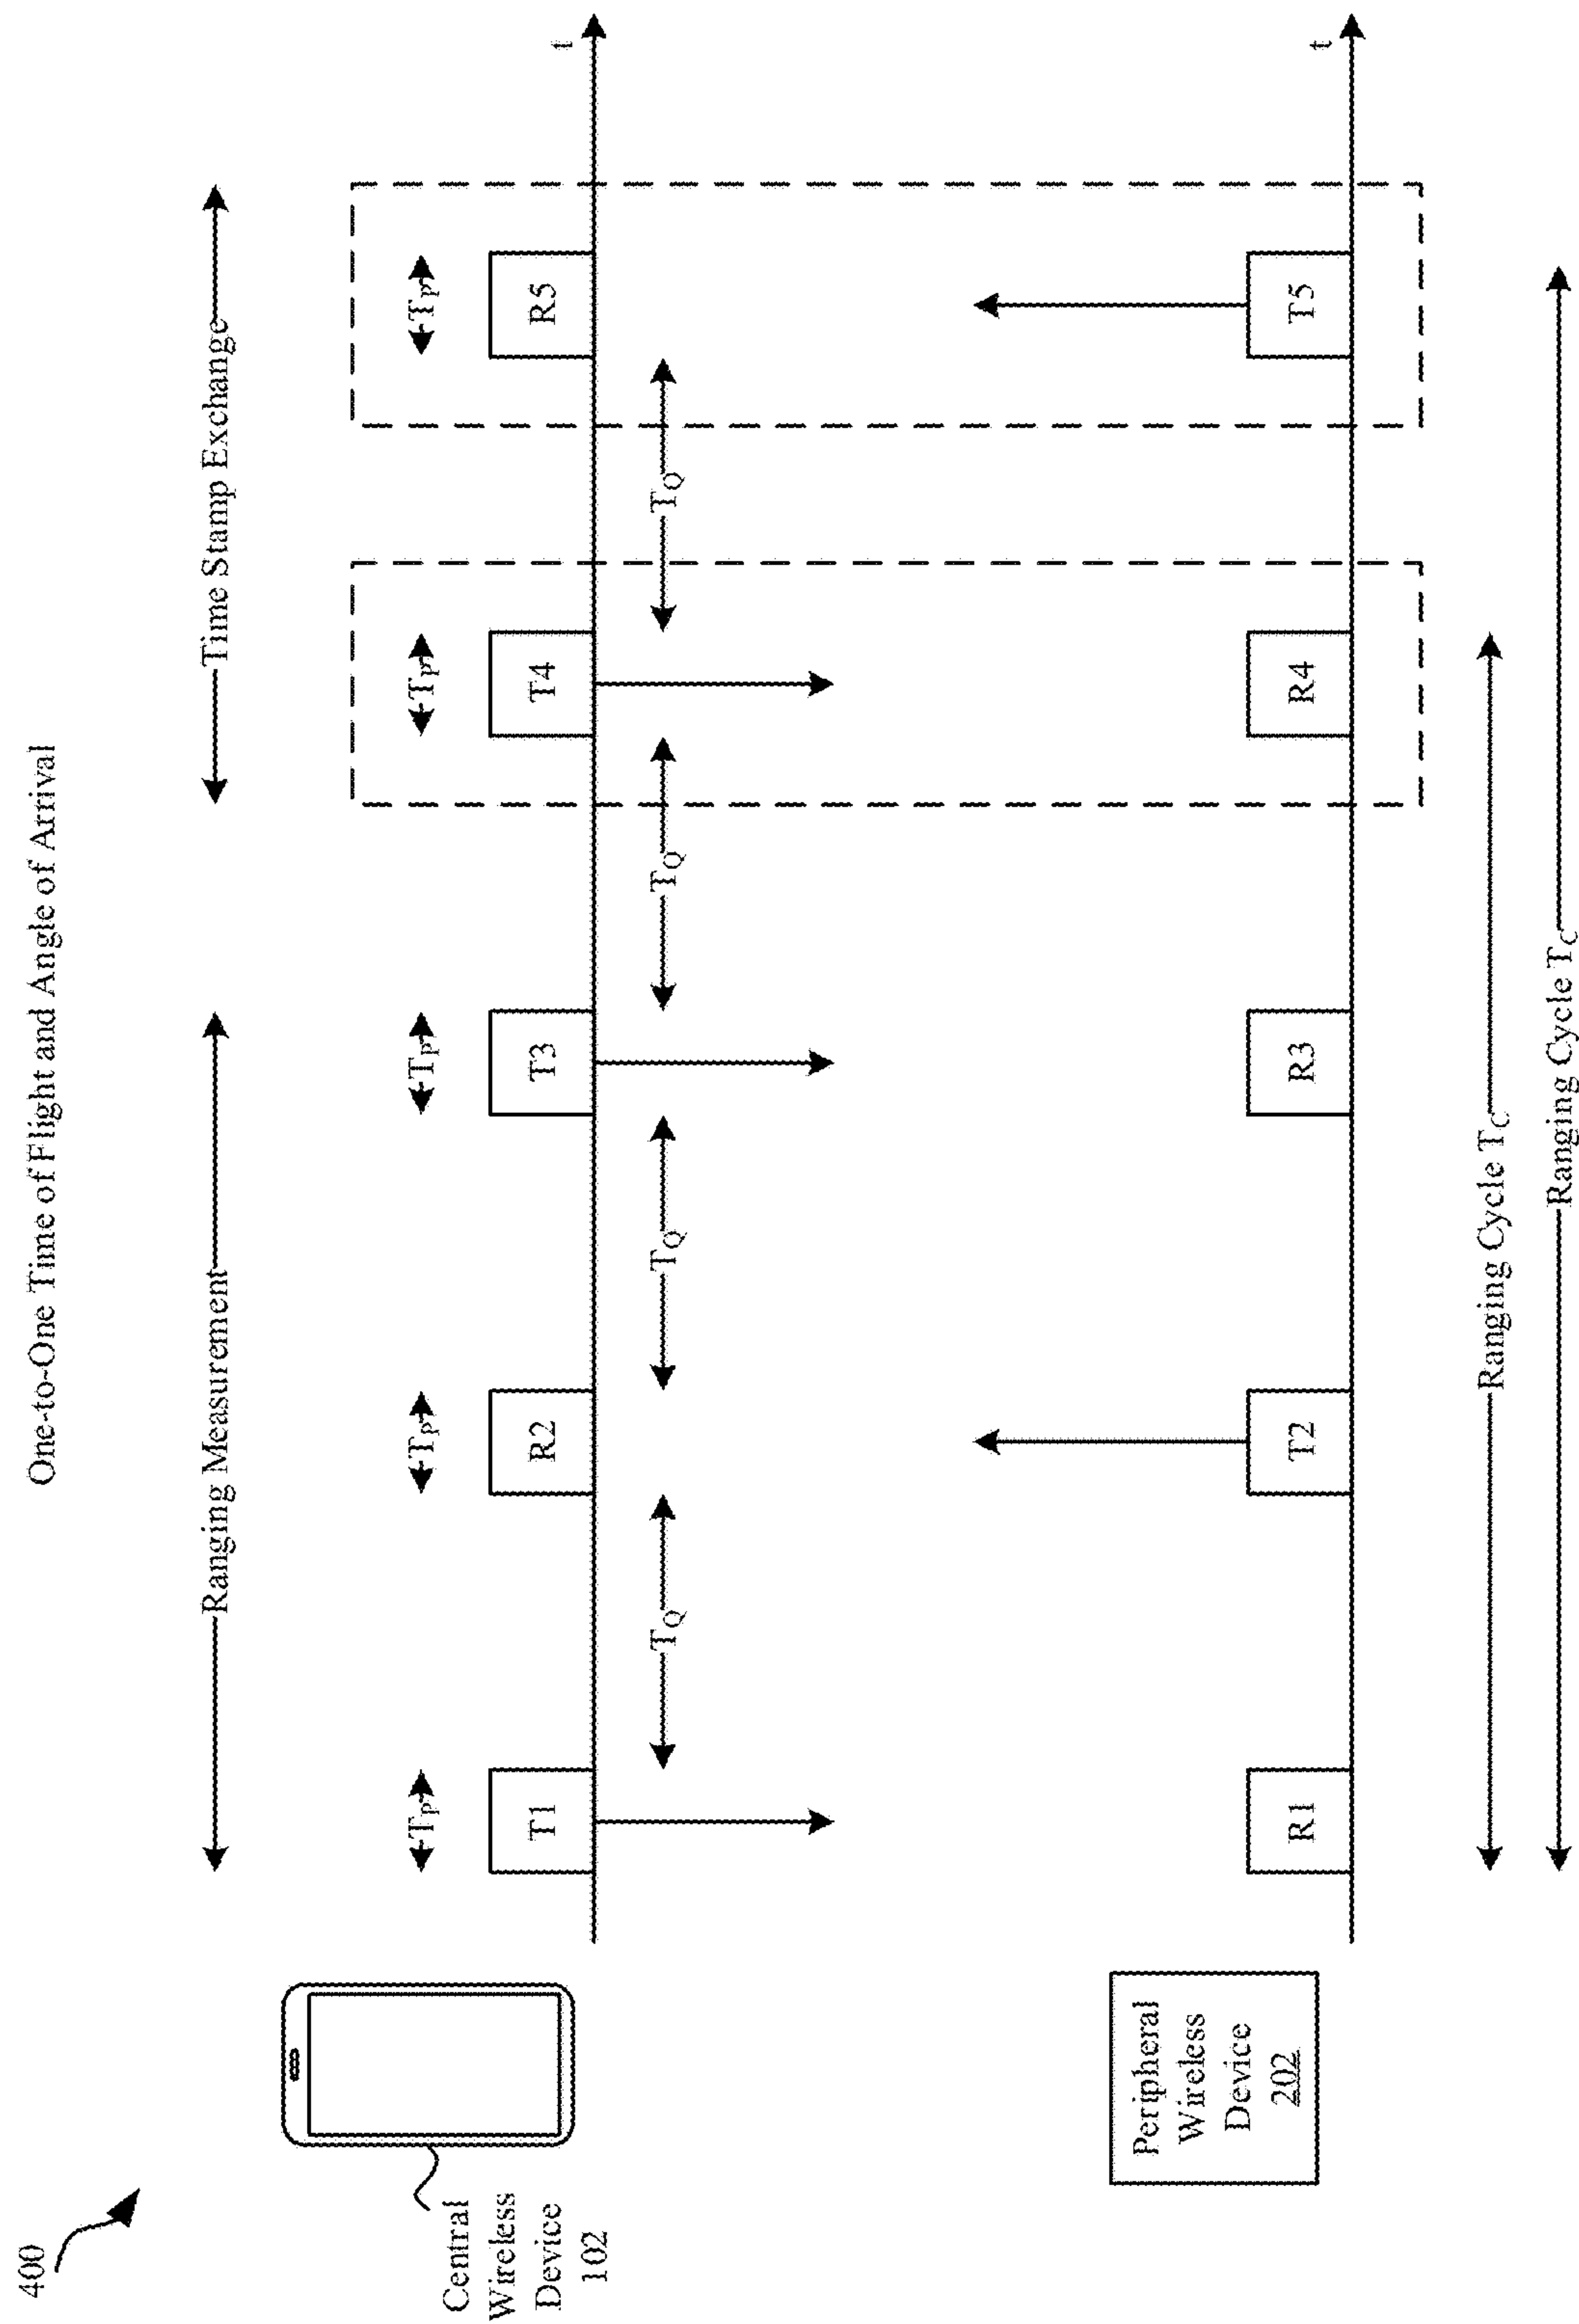 400
One-to-One Time of Flight and Angle of Arrival
Ranging Measurement
Time Stamp Exchange
TP
TP
TP
TP
TP
T1
R2
T3
T4
R5
t
TQ
TQ
TQ
TQ
Central
Wireless
Device
102
R1
T2
R3
R4
T5
t
Peripheral
Wireless
Device
202
Ranging Cycle TC
Ranging Cycle TC